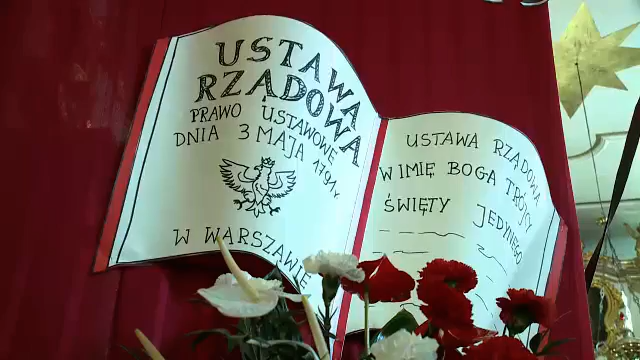 USTAWA
RZĄDOWA
PRAWO USTAWOWE
DNIA 3 MAJA 1791 r.
W WARSZAWIE
USTAWA RZĄDOWA
W IMIĘ BOGA TRÓJCY
ŚWIĘTY JEDYNEGO